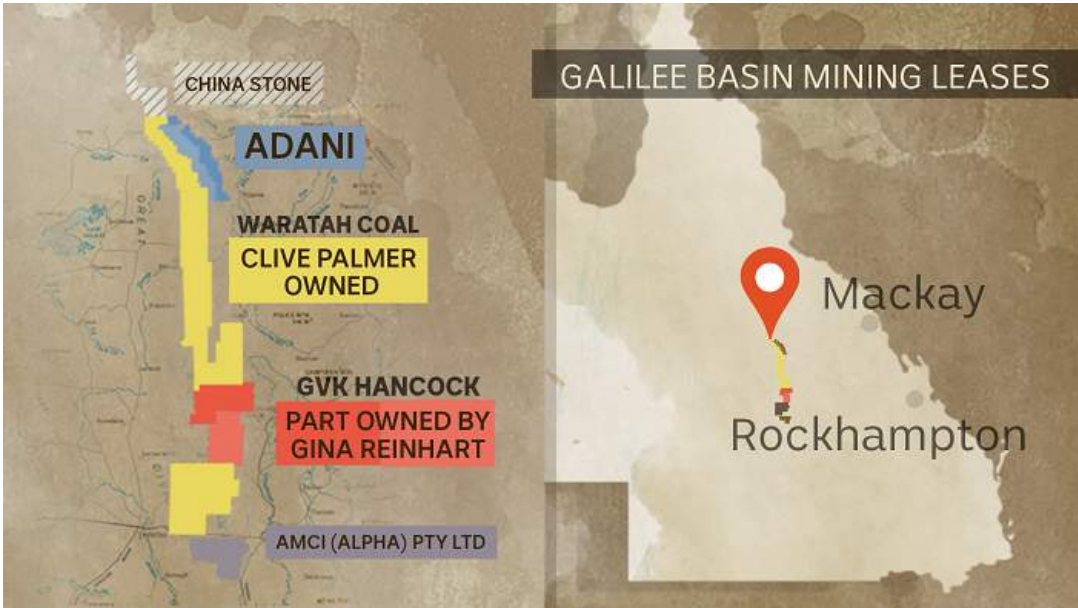 CHINA STONE
GALILEE BASIN MINING LEASES
ADANI
WARATAH COAL
CLIVE PALMER
OWNED
Mackay
GVK HANCOCK
PART OWNED BY
GINA REINHART
Rockhampton
AMCI (ALPHA) PTY LTD
GREAT